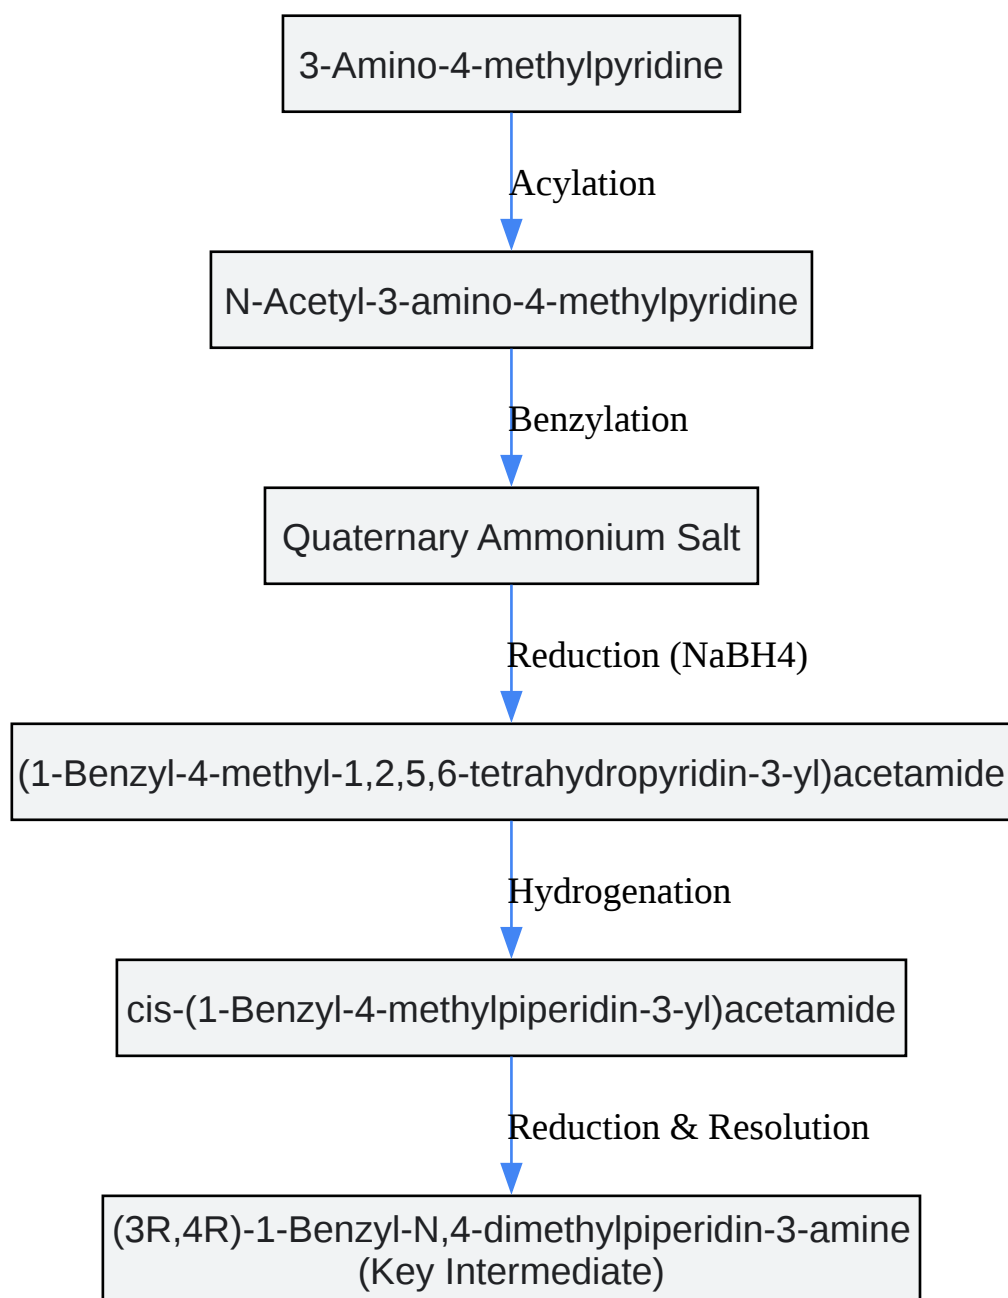 3-Amino-4-methylpyridine
Acylation
N-Acetyl-3-amino-4-methylpyridine
Benzylation
Quaternary Ammonium Salt
Reduction (NaBH4)
(1-Benzyl-4-methyl-1,2,5,6-tetrahydropyridin-3-yl)acetamide
Hydrogenation
cis-(1-Benzyl-4-methylpiperidin-3-yl)acetamide
Reduction & Resolution
(3R,4R)-1-Benzyl-N,4-dimethylpiperidin-3-amine
(Key Intermediate)